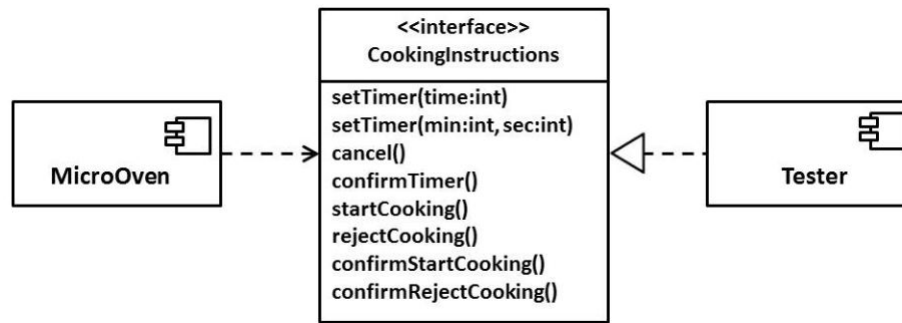 <<interface>>
CookingInstructions
setTimer(time:int)
setTimer(min:int, sec:int)
cancel()
confirmTimer()
startCooking()
rejectCooking()
confirmStartCooking()
confirmRejectCooking()
MicroOven
Tester